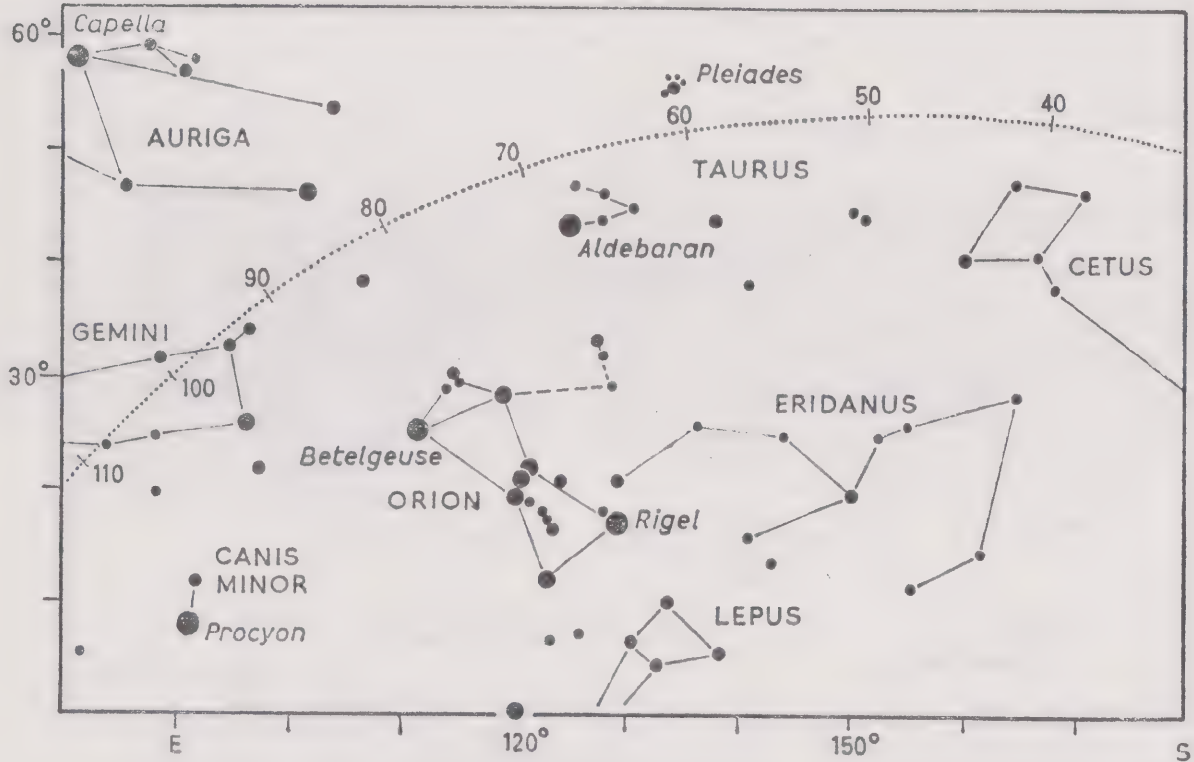 60°
Capella
Pleiades
60
50
40
AURIGA
70
TAURUS
80
Aldebaran
CETUS
90
GEMINI
30°
100
ERIDANUS
Betelgeuse
110
ORION
Rigel
CANIS
MINOR
LEPUS
Procyon
E
120°
150°
S